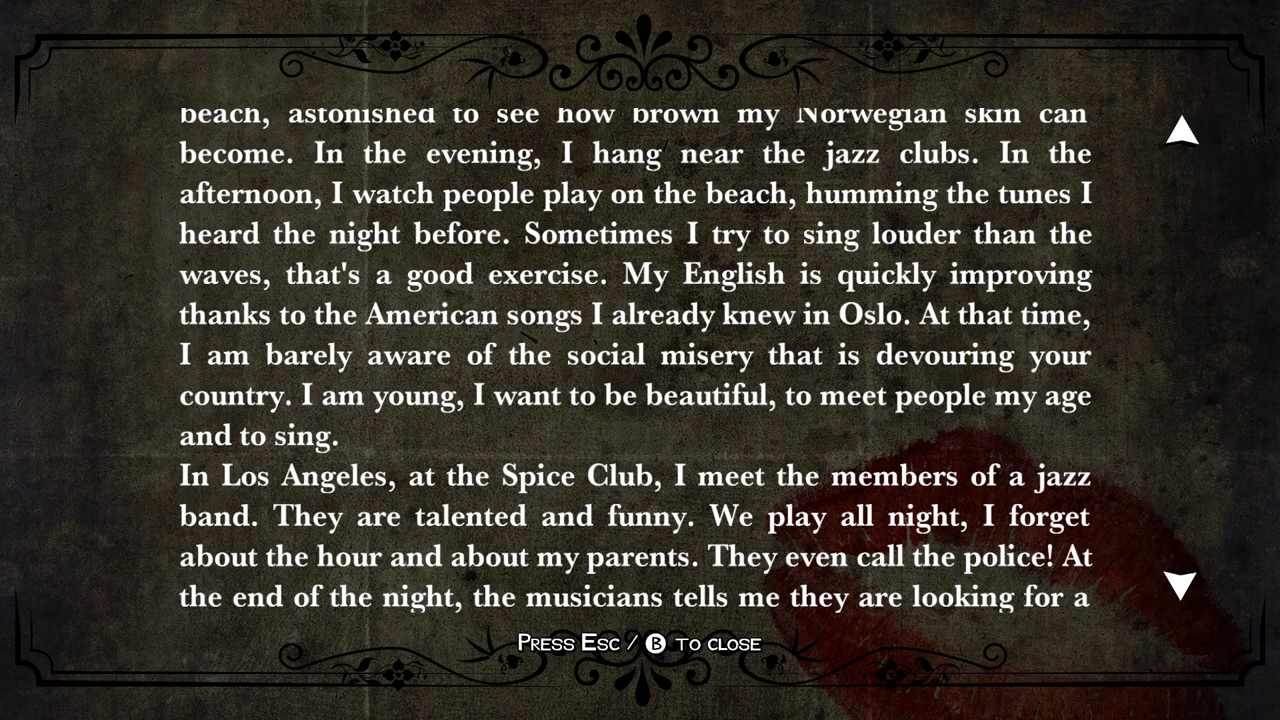 beach, astonished to see how brown my Norwegian skin can
become. In the evening, I hang near the jazz clubs. In the
afternoon, I watch people play on the beach, humming the tunes I
heard the night before. Sometimes I try to sing louder than the
waves, that's a good exercise. My English is quickly improving
thanks to the American songs I already knew in Oslo. At that time,
I am barely aware of the social misery that is devouring your
country. I am young, I want to be beautiful, to meet people my age
and to sing.
In Los Angeles, at the Spice Club, I meet the members of a jazz
band. They are talented and funny. We play all night, I forget
about the hour and about my parents. They even call the police! At
the end of the night, the musicians tells me they are looking for a
Press Esc / B to close